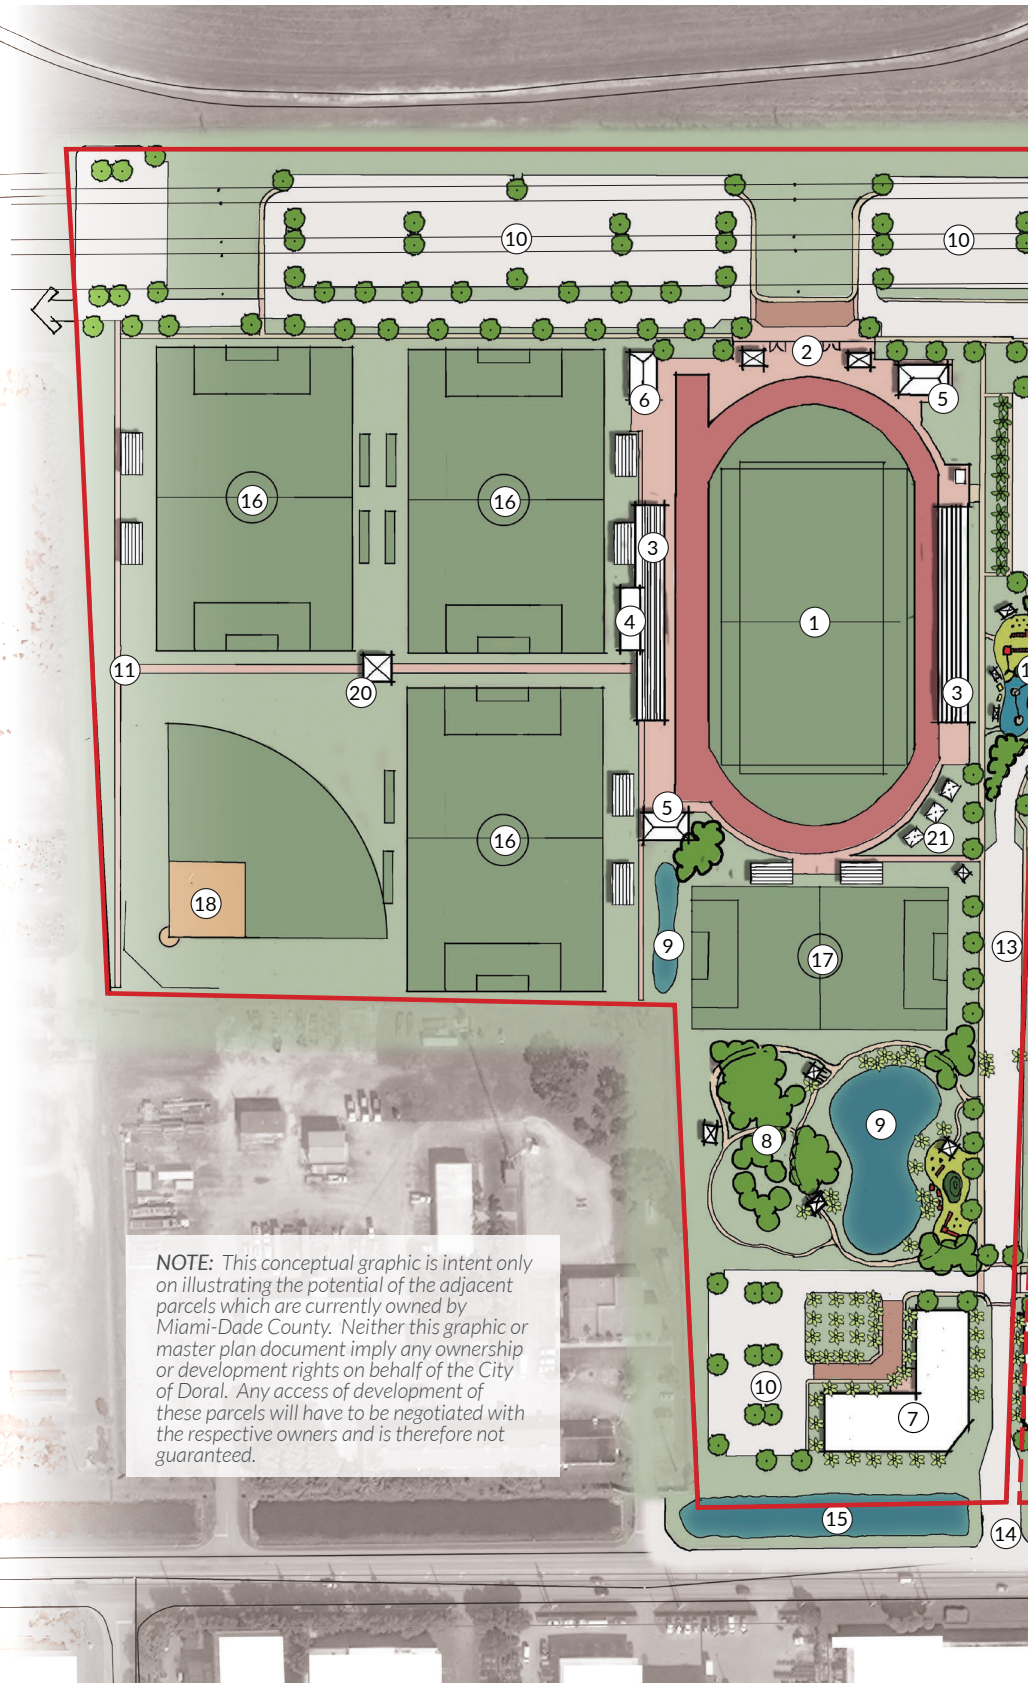 10
10
2
6
5
16
16
3
4
1
11
20
3
1
5
21
16
18
9
17
13
9
8
NOTE: This conceptual graphic is intent only
on illustrating the potential of the adjacent
parcels which are currently owned by
Miami-Dade County. Neither this graphic or
master plan document imply any ownership
or development rights on behalf of the City
of Doral. Any access of development of
these parcels will have to be negotiated with
the respective owners and is therefore not
guaranteed.
10
7
15
14